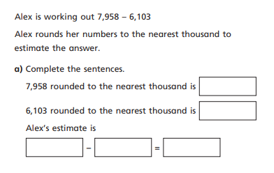 Alex is working out 7,958 – 6,103
Alex rounds her numbers to the nearest thousand to
estimate the answer.
a) Complete the sentences.
7,958 rounded to the nearest thousand is
6,103 rounded to the nearest thousand is
Alex's estimate is
– =